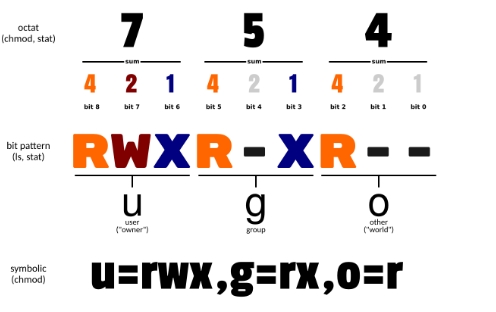 octat
(chmod, stat)
7 5 4
sum sum sum
4 2 1 4 2 1 4 2 1
bit 8 bit 7 bit 6 bit 5 bit 4 bit 3 bit 2 bit 1 bit 0
bit pattern
(ls, stat)
RWXR-XR--
u g o
user group other
("owner") ("world")
symbolic
(chmod)
u=rwx,g=rx,o=r